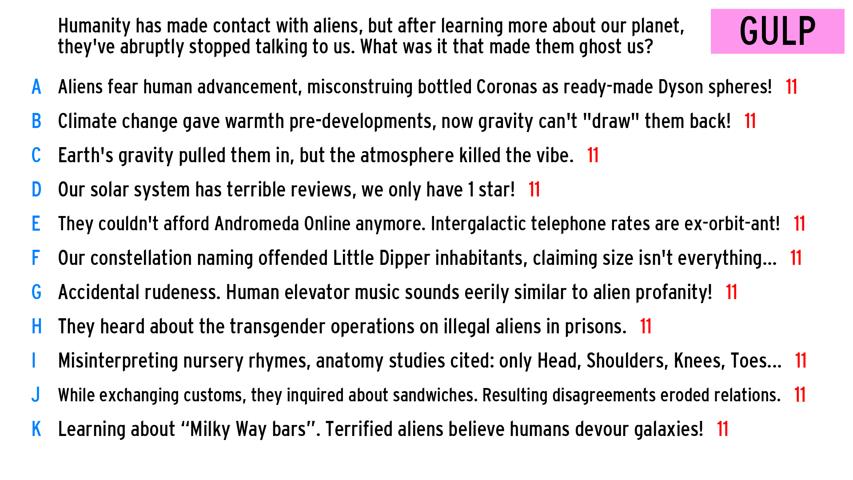 Humanity has made contact with aliens, but after learning more about our planet,
they've abruptly stopped talking to us. What was it that made them ghost us?
GULP
A Aliens fear human advancement, misconstruing bottled Coronas as ready-made Dyson spheres! 11
B Climate change gave warmth pre-developments, now gravity can't "draw" them back! 11
C Earth's gravity pulled them in, but the atmosphere killed the vibe. 11
D Our solar system has terrible reviews, we only have 1 star! 11
E They couldn't afford Andromeda Online anymore. Intergalactic telephone rates are ex-orbit-ant! 11
F Our constellation naming offended Little Dipper inhabitants, claiming size isn't everything... 11
G Accidental rudeness. Human elevator music sounds eerily similar to alien profanity! 11
H They heard about the transgender operations on illegal aliens in prisons. 11
I Misinterpreting nursery rhymes, anatomy studies cited: only Head, Shoulders, Knees, Toes... 11
J While exchanging customs, they inquired about sandwiches. Resulting disagreements eroded relations. 11
K Learning about “Milky Way bars”. Terrified aliens believe humans devour galaxies! 11